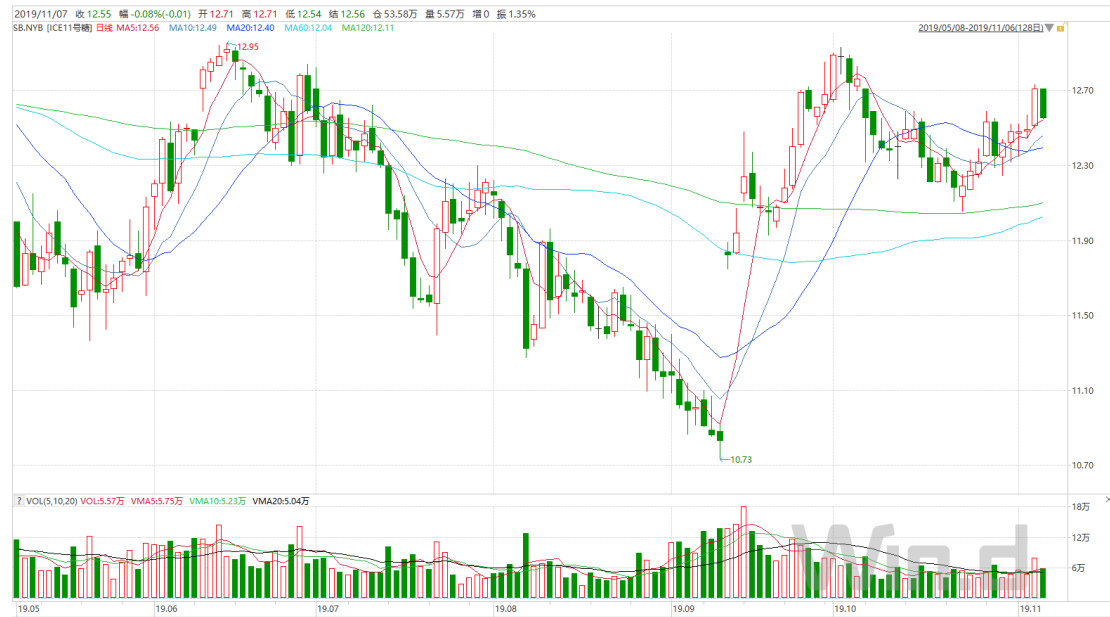 2019/11/07 收 12.55 幅 -0.08%(-0.01) 开 12.71 高 12.71 低 12.54 结 12.56 仓 53.58万 量 5.57万 增 0 振 1.35%
SB.NYB [ICE11号糖] 日线 MA5:12.56 MA10:12.49 MA20:12.40 MA60:12.04 MA120:12.11 2019/05/08-2019/11/06(128日)
12.95
12.70
12.30
11.90
11.50
11.10
10.73
10.70
? VOL(5,10,20) VOL:5.57万 VMA5:5.75万 VMA10:5.23万 VMA20:5.04万
18万
Wind
12万
6万
19.05 19.06 19.07 19.08 19.09 19.10 19.11